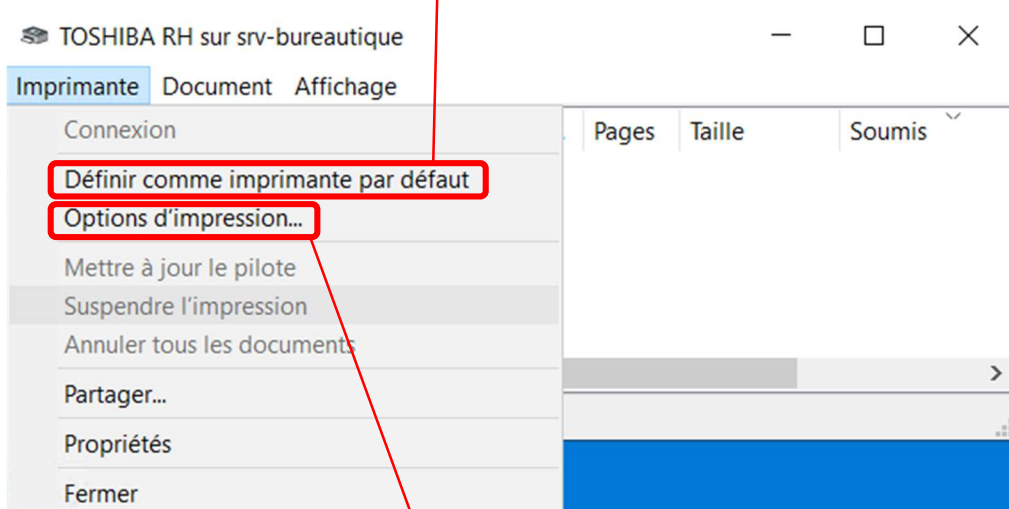 TOSHIBA RH sur srv-bureautique
Imprimante Document Affichage
Connexion
Pages Taille Soumis
Définir comme imprimante par défaut
Options d’impression...
Mettre à jour le pilote
Suspendre l’impression
Annuler tous les documents
Partager...
Propriétés
Fermer